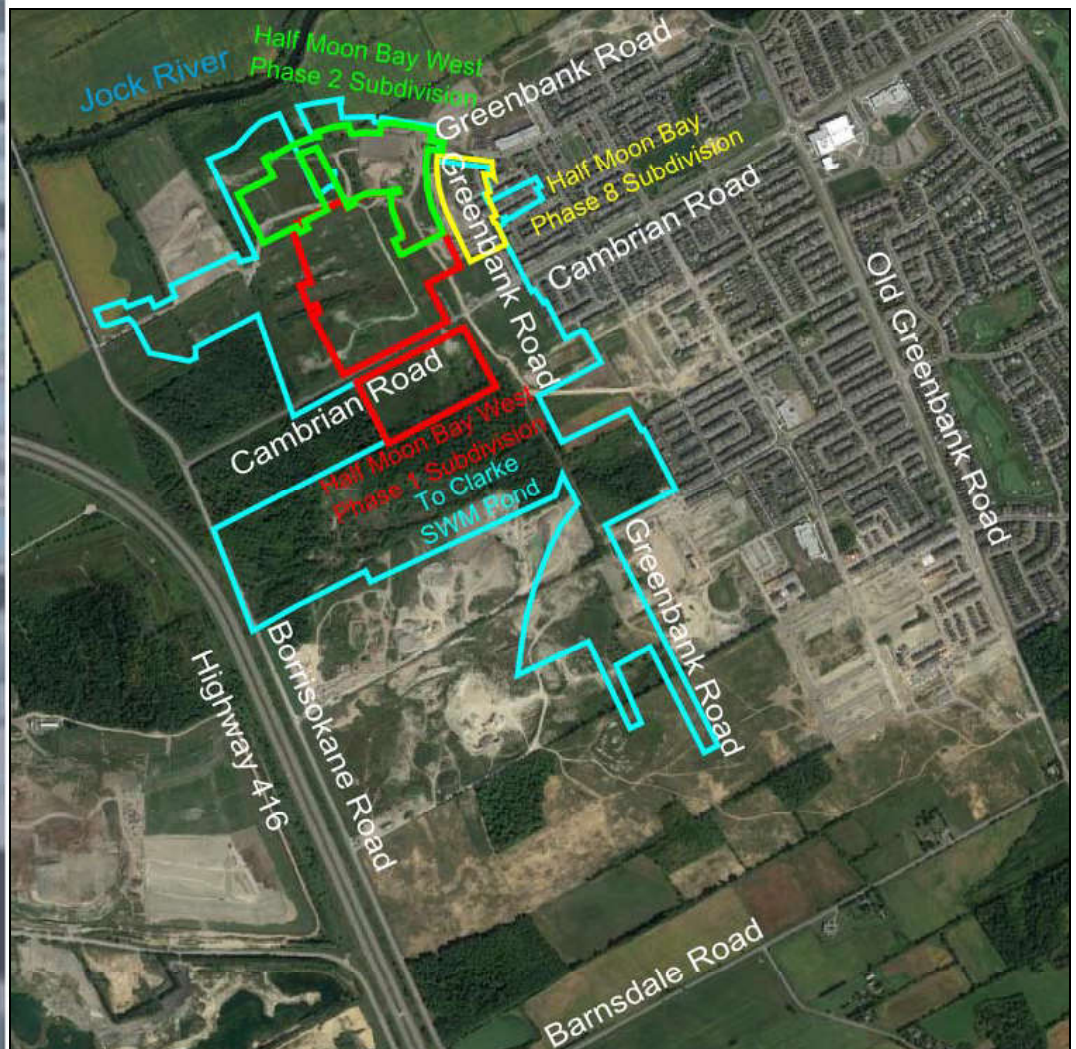 Half Moon Bay West
Phase 2 Subdivision
Jock River
Greenbank Road
Greenbank Road
Half Moon Bay
Phase 8 Subdivision
Cambrian Road
Old Greenbank Road
Cambrian Road
Half Moon Bay West
Phase 1 Subdivision
To Clarke
SWM Pond
Greenbank Road
Borrisokane Road
Highway 416
Barnsdale Road